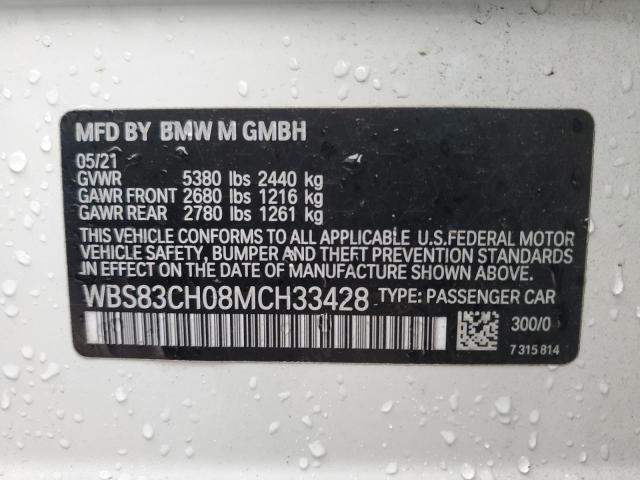 MFD BY BMW M GMBH
05/21
GVWR 5380 lbs 2440 kg
GAWR FRONT 2680 lbs 1216 kg
GAWR REAR 2780 lbs 1261 kg
THIS VEHICLE CONFORMS TO ALL APPLICABLE U.S.FEDERAL MOTOR
VEHICLE SAFETY, BUMPER AND THEFT PREVENTION STANDARDS
IN EFFECT ON THE DATE OF MANUFACTURE SHOWN ABOVE.
WBS83CH08MCH33428 TYPE: PASSENGER CAR
300/0
7 315 814